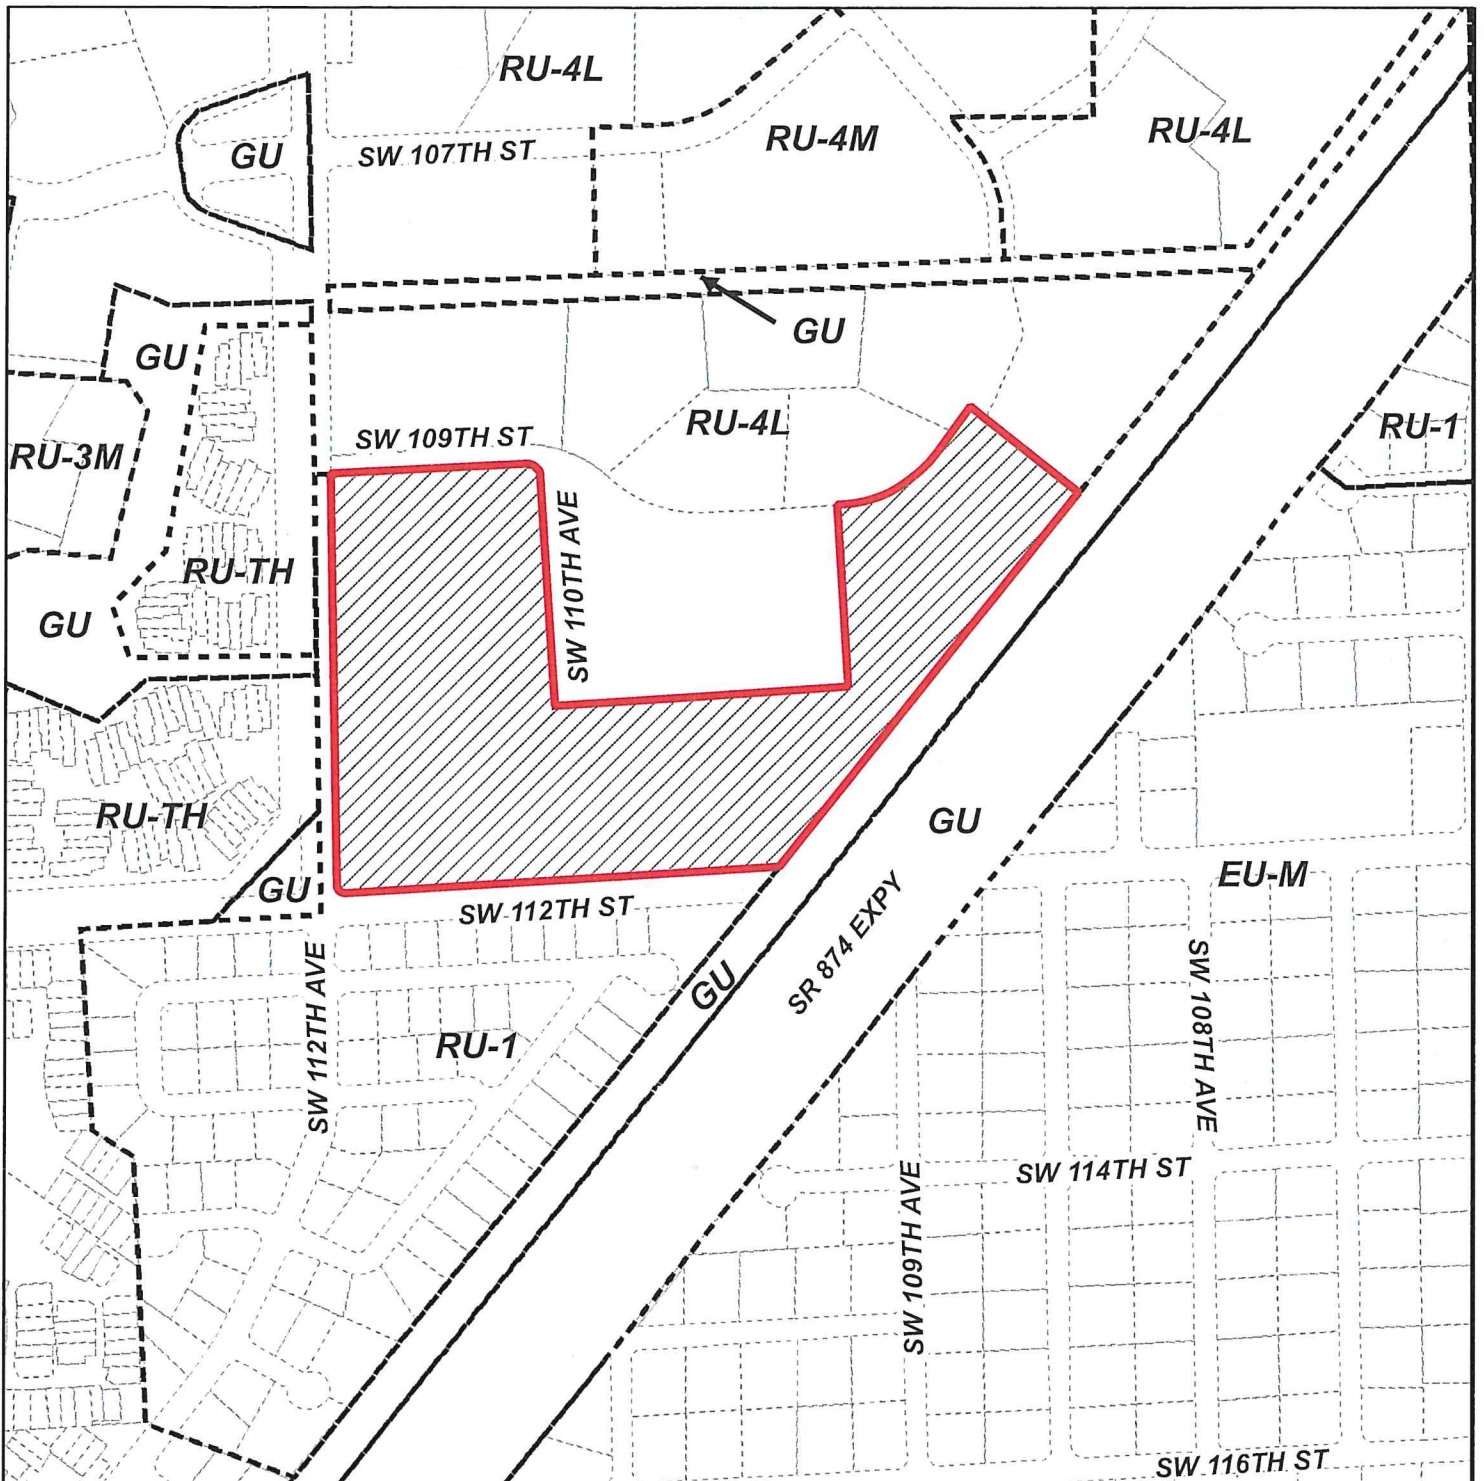 RU-4L
RU-4M
RU-4L
GU
SW 107TH ST
GU
GU
RU-4L
RU-1
SW 109TH ST
RU-3M
SW 110TH AVE
RU-TH
GU
RU-TH
GU
EU-M
GU
SW 112TH ST
SR 874 EXPY
GU
SW 112TH AVE
RU-1
SW 108TH AVE
SW 114TH ST
SW 109TH AVE
SW 116TH ST